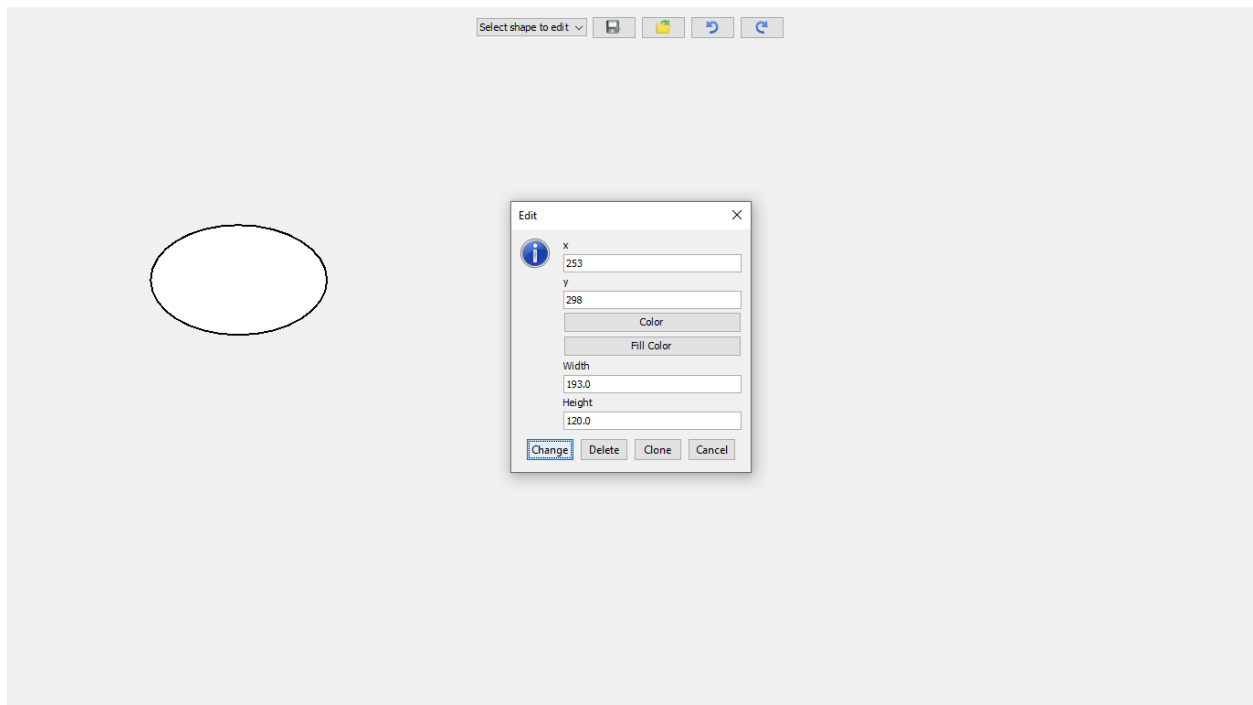 Select shape to edit
Edit
x
253
y
298
Color
Fill Color
Width
193.0
Height
120.0
Change Delete Clone Cancel